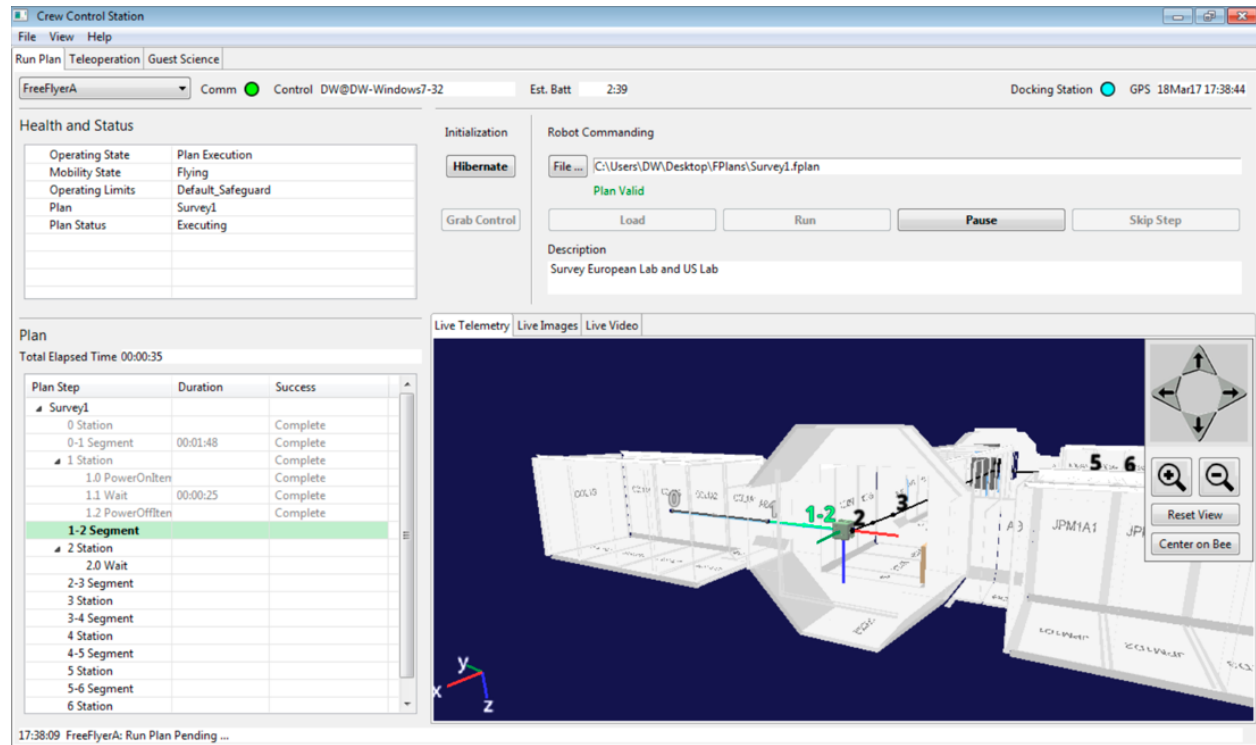 Crew Control Station
File View Help
Run Plan Teleoperation Guest Science
FreeFlyerA Comm Control DW@DW-Windows7-32 Est. Batt 2:39 Docking Station GPS 18Mar17 17:38:44
Health and Status
Operating State Plan Execution
Mobility State Flying
Operating Limits Default_Safeguard
Plan Survey1
Plan Status Executing
Initialization
Hibernate
Grab Control
Robot Commanding
File ... C:\Users\DW\Desktop\FPlans\Survey1.fplan
Plan Valid
Load Run Pause Skip Step
Description
Survey European Lab and US Lab
Plan
Total Elapsed Time 00:00:35
Plan Step Duration Success
Survey1
0 Station Complete
0-1 Segment 00:01:48 Complete
1 Station Complete
1.0 PowerOnIten Complete
1.1 Wait 00:00:25 Complete
1.2 PowerOffIten Complete
1-2 Segment
2 Station
2.0 Wait
2-3 Segment
3 Station
3-4 Segment
4 Station
4-5 Segment
5 Station
5-6 Segment
6 Station
Live Telemetry Live Images Live Video
Reset View
Center on Bee
5 6
0 1-2 2 3
JPM1A1
y
x
z
17:38:09 FreeFlyerA: Run Plan Pending ...